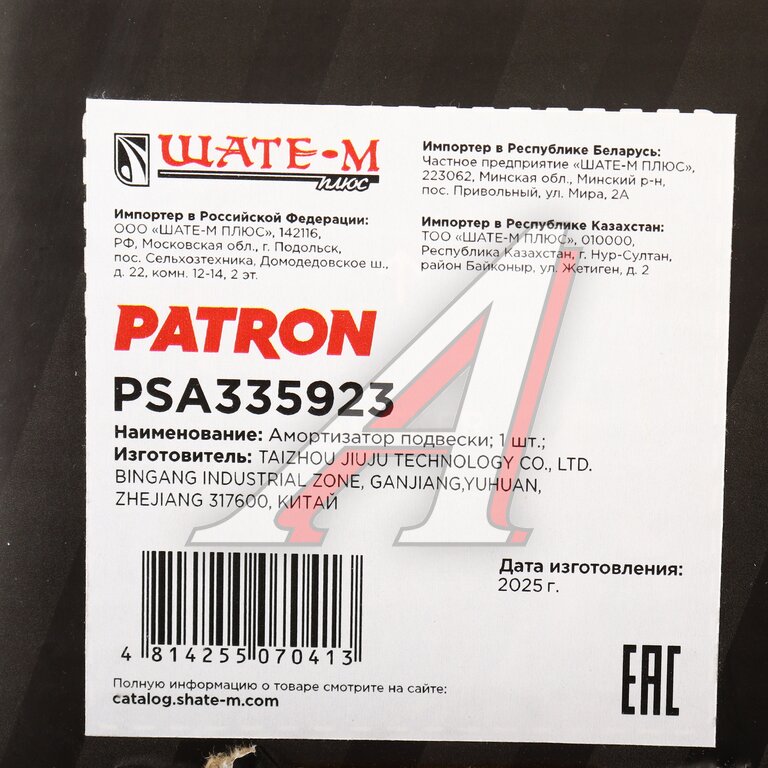 ШАТЕ-М
ПЛЮС
Импортер в Российской Федерации:
ООО «ШАТЕ-М ПЛЮС», 142116,
РФ, Московская обл., г. Подольск,
пос. Сельхозтехника, Домодедовское ш.,
д. 22, комн. 12-14, 2 эт.
Импортер в Республике Беларусь:
Частное предприятие «ШАТЕ-М ПЛЮС»,
223062, Минская обл., Минский р-н,
пос. Привольный, ул. Мира, 2А
Импортер в Республике Казахстан:
ТОО «ШАТЕ-М ПЛЮС», 010000,
Республика Казахстан, г. Нур-Султан,
район Байконыр, ул. Жетиген, д. 2
PATRON
PSA335923
Наименование: Амортизатор подвески; 1 шт.;
Изготовитель: TAIZHOU JIUJU TECHNOLOGY CO., LTD.
BINGANG INDUSTRIAL ZONE, GANJIANG,YUHUAN,
ZHEJIANG 317600, КИТАЙ
4 814255 070413
Дата изготовления:
2025 г.
Полную информацию о товаре смотрите на сайте:
catalog.shate-m.com
EAC